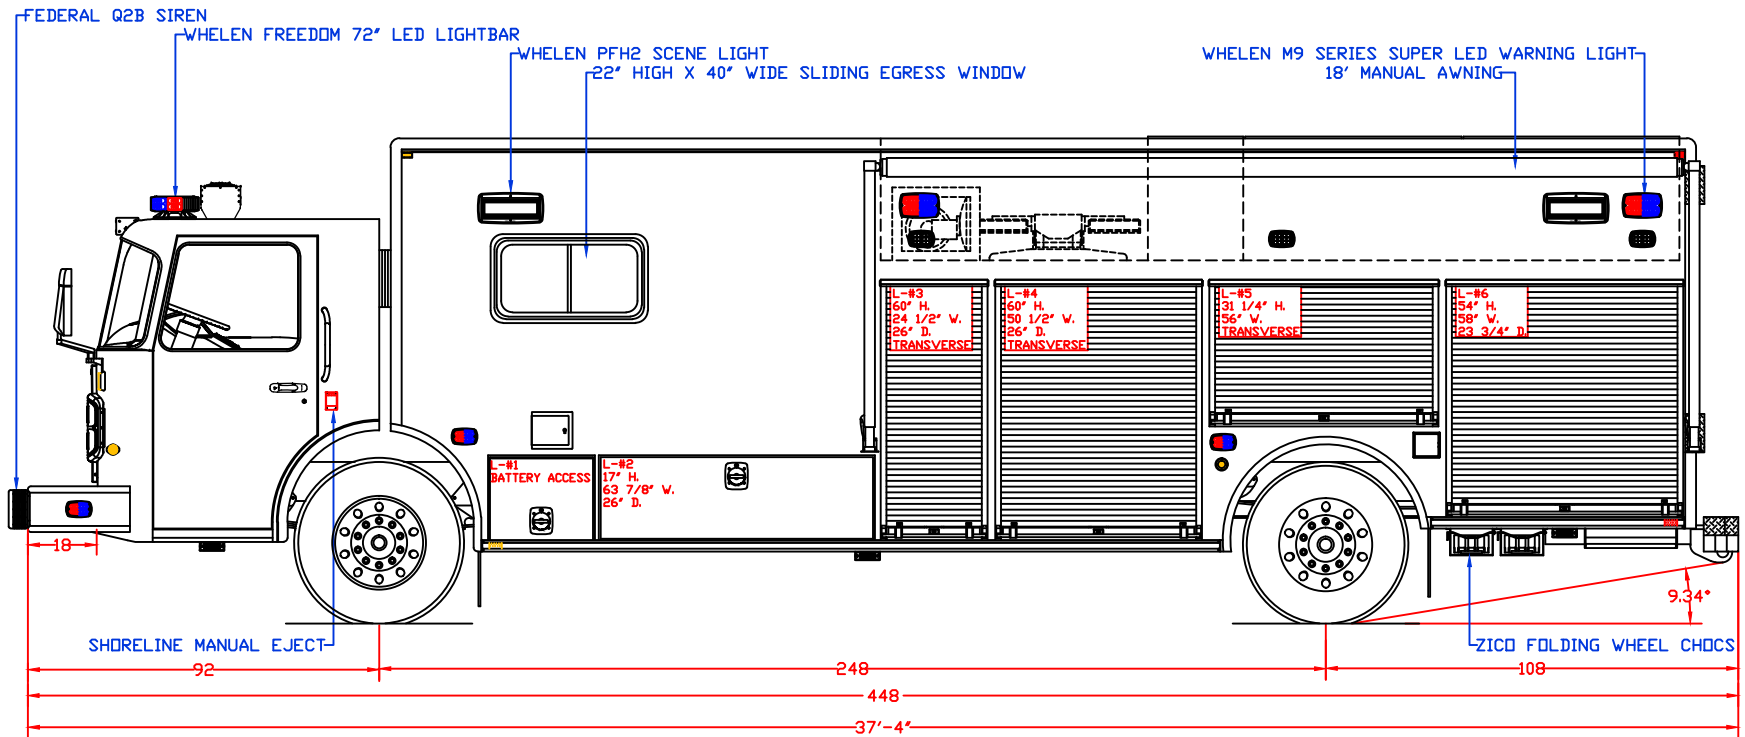 FEDERAL Q2B SIREN
WHELEN FREEDOM 72" LED LIGHTBAR
WHELEN PFH2 SCENE LIGHT
22" HIGH X 40" WIDE SLIDING EGRESS WINDOW
WHELEN M9 SERIES SUPER LED WARNING LIGHT
18' MANUAL AWNING
L-#3
60" H.
24 1/2" W.
26" D.
TRANSVERSE
L-#4
60" H.
50 1/2" W.
26" D.
TRANSVERSE
L-#5
31 1/4" H.
56" W.
TRANSVERSE
L-#6
54" H.
58" W.
23 3/4" D.
L-#1
BATTERY ACCESS
L-#2
17" H.
63 7/8" W.
26" D.
18
9.34°
SHORELINE MANUAL EJECT
ZICO FOLDING WHEEL CHOCS
92
248
108
448
37'-4"